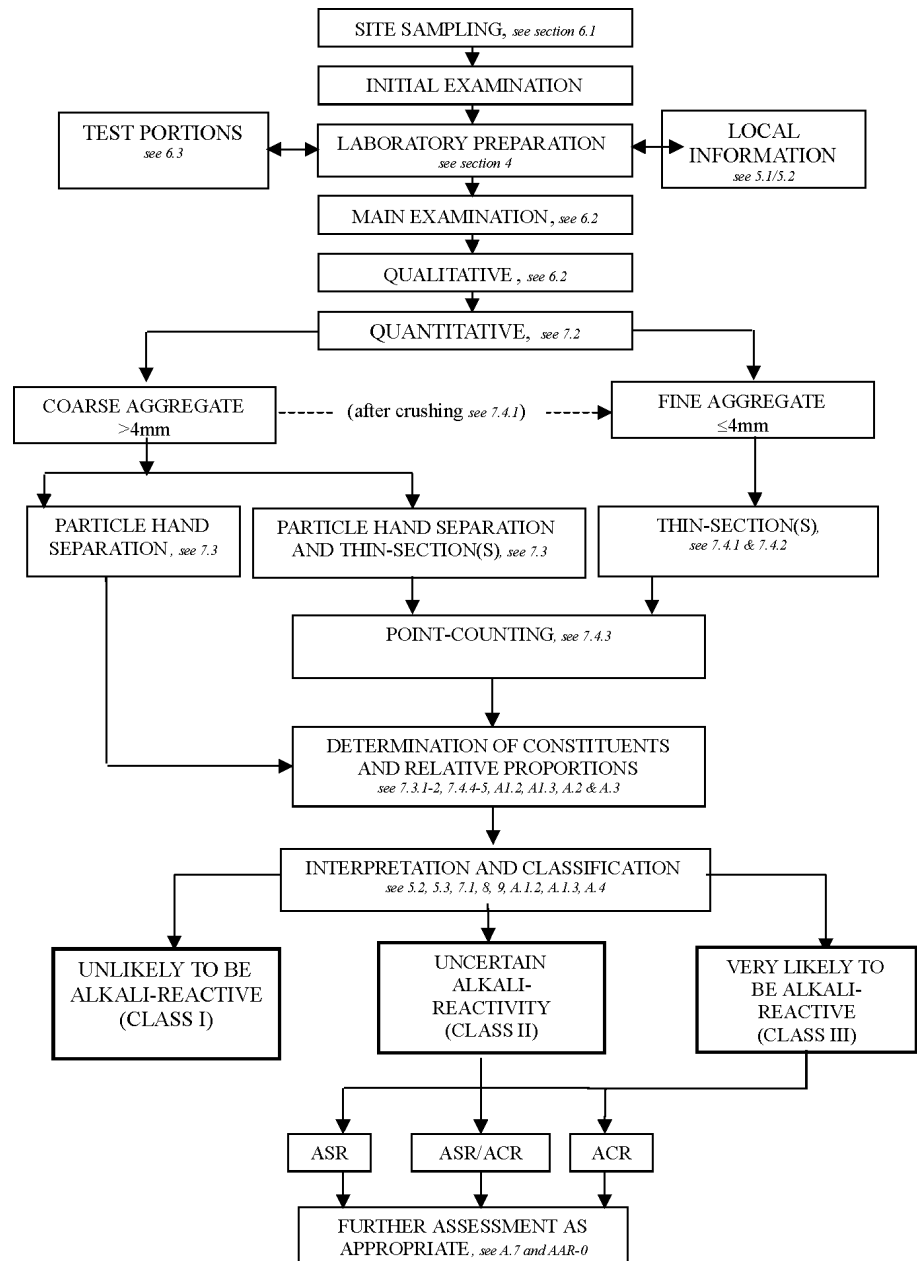 SITE SAMPLING, see section 6.1
INITIAL EXAMINATION
TEST PORTIONS
see 6.3
LABORATORY PREPARATION
see section 4
LOCAL
INFORMATION
see 5.1/5.2
MAIN EXAMINATION, see 6.2
QUALITATIVE , see 6.2
QUANTITATIVE, see 7.2
COARSE AGGREGATE
>4mm
(after crushing see 7.4.1)
FINE AGGREGATE
≤4mm
PARTICLE HAND
SEPARATION , see 7.3
PARTICLE HAND SEPARATION
AND THIN-SECTION(S), see 7.3
THIN-SECTION(S),
see 7.4.1 & 7.4.2
POINT-COUNTING, see 7.4.3
DETERMINATION OF CONSTITUENTS
AND RELATIVE PROPORTIONS
see 7.3.1-2, 7.4.4-5, A1.2, A1.3, A.2 & A.3
INTERPRETATION AND CLASSIFICATION
see 5.2, 5.3, 7.1, 8, 9, A.1.2, A.1.3, A.4
UNLIKELY TO BE
ALKALI-REACTIVE
(CLASS I)
UNCERTAIN
ALKALI-
REACTIVITY
(CLASS II)
VERY LIKELY TO
BE ALKALI-
REACTIVE
(CLASS III)
ASR
ASR/ACR
ACR
FURTHER ASSESSMENT AS
APPROPRIATE, see A.7 and AAR-0